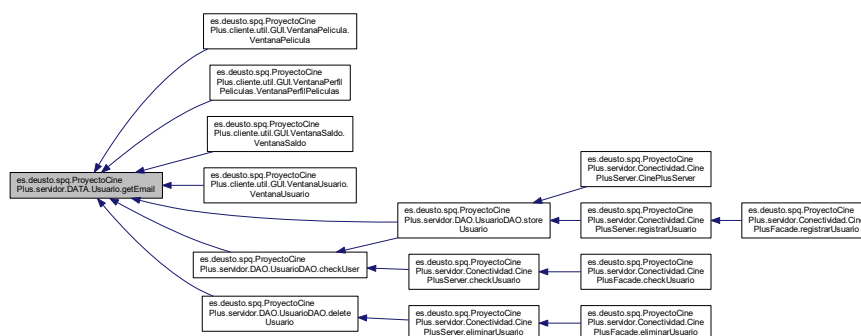 es.deusto.spq.ProyectoCine
Plus.cliente.util.GUI.VentanaPelicula.
VentanaPelicula
es.deusto.spq.ProyectoCine
Plus.cliente.util.GUI.VentanaPerfil
Peliculas.VentanaPerfilPeliculas
es.deusto.spq.ProyectoCine
Plus.cliente.util.GUI.VentanaSaldo.
VentanaSaldo
es.deusto.spq.ProyectoCine
Plus.servidor.DATA.Usuario.getEmail
es.deusto.spq.ProyectoCine
Plus.cliente.util.GUI.VentanaUsuario.
VentanaUsuario
es.deusto.spq.ProyectoCine
Plus.servidor.Conectividad.Cine
PlusServer.CinePlusServer
es.deusto.spq.ProyectoCine
Plus.servidor.DAO.UsuarioDAO.store
Usuario
es.deusto.spq.ProyectoCine
Plus.servidor.Conectividad.Cine
PlusServer.registrarUsuario
es.deusto.spq.ProyectoCine
Plus.servidor.Conectividad.Cine
PlusFacade.registrarUsuario
es.deusto.spq.ProyectoCine
Plus.servidor.DAO.UsuarioDAO.checkUser
es.deusto.spq.ProyectoCine
Plus.servidor.Conectividad.Cine
PlusServer.checkUsuario
es.deusto.spq.ProyectoCine
Plus.servidor.Conectividad.Cine
PlusFacade.checkUsuario
es.deusto.spq.ProyectoCine
Plus.servidor.DAO.UsuarioDAO.delete
Usuario
es.deusto.spq.ProyectoCine
Plus.servidor.Conectividad.Cine
PlusServer.eliminarUsuario
es.deusto.spq.ProyectoCine
Plus.servidor.Conectividad.Cine
PlusFacade.eliminarUsuario